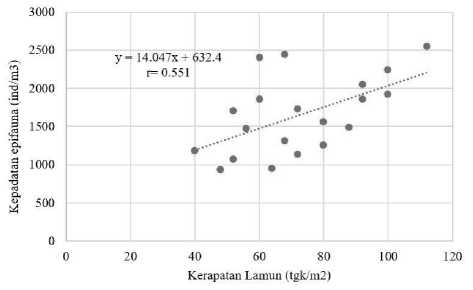 3000
2500
2000
1500
1000
500
0
Kepadatan epifauna (ind/m3)
y = 14.047x + 632.4
r= 0.551
0 20 40 60 80 100 120
Kerapatan Lamun (tgk/m2)